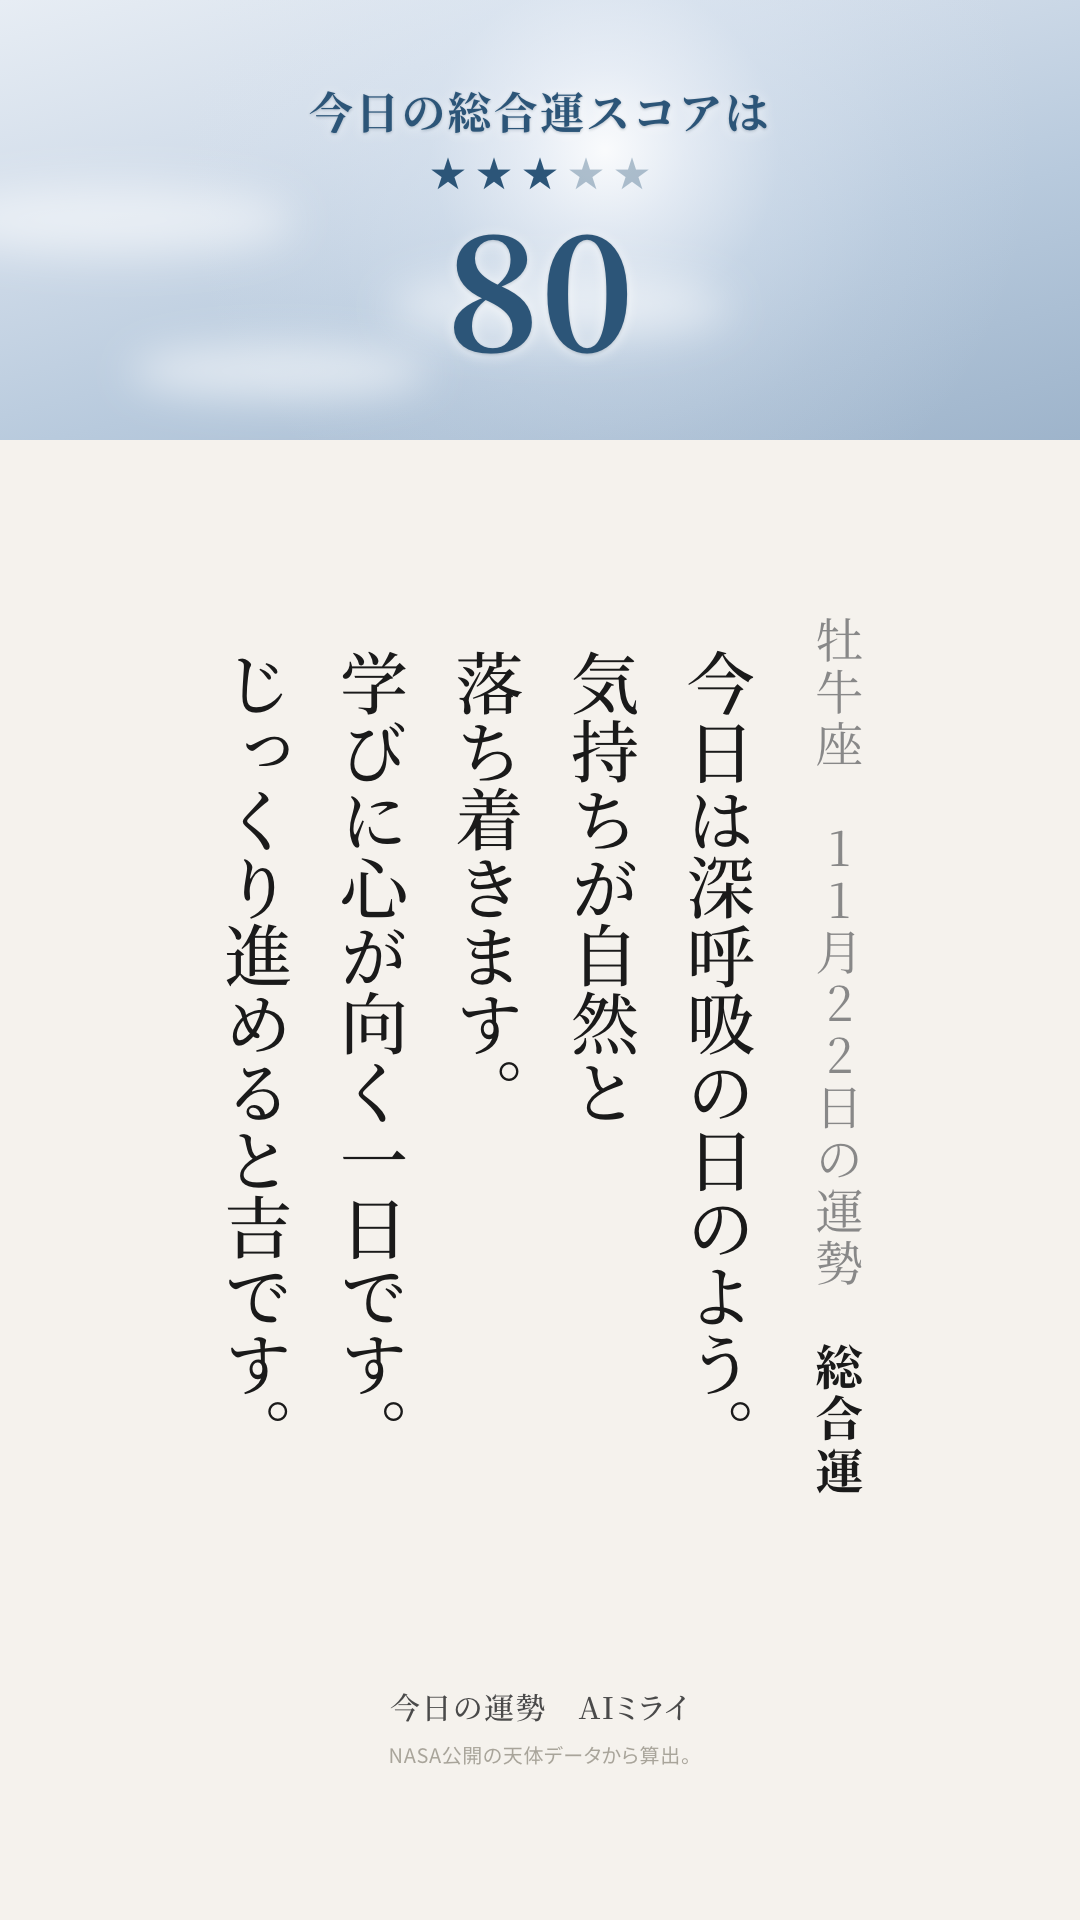 今日の総合運スコアは
★★★★★
80
牡牛座　11月22日の運勢　総合運
今日は深呼吸の日のよう。
気持ちが自然と
落ち着きます。
学びに心が向く一日です。
じっくり進めると吉です。
今日の運勢　AIミライ
NASA公開の天体データから算出。